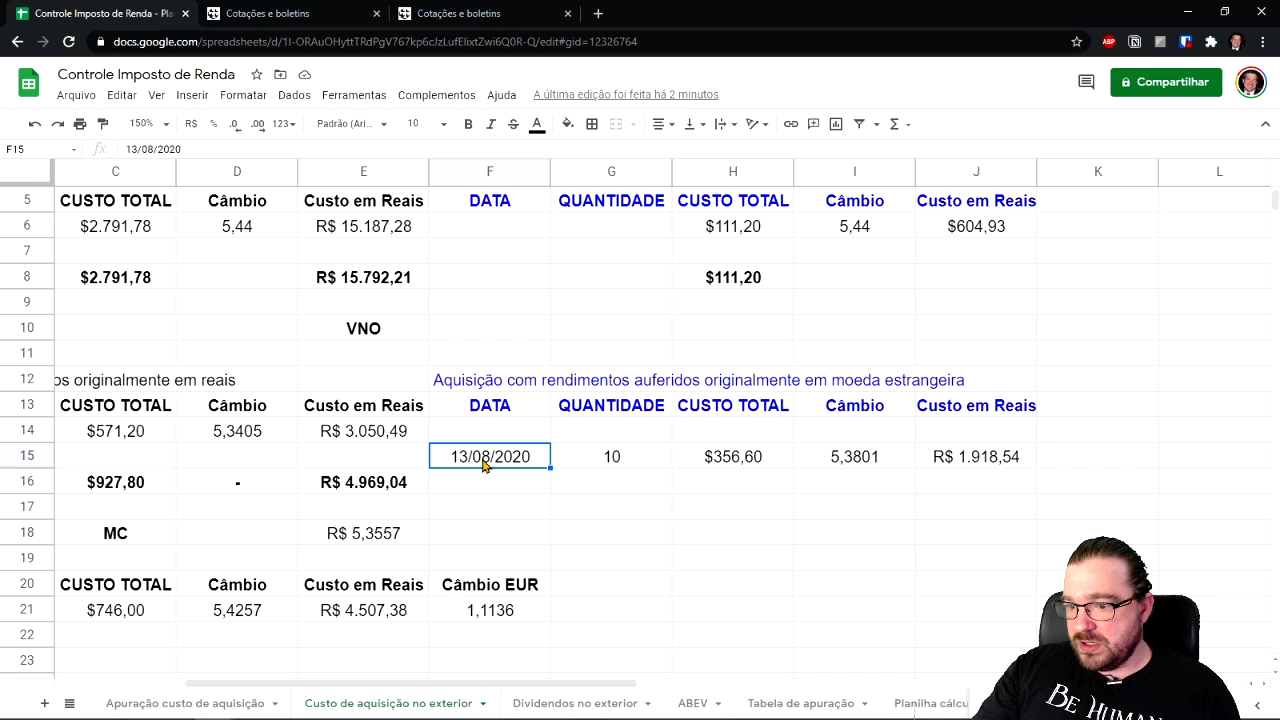 Controle Imposto de Renda - Pla
Cotações e boletins
Cotações e boletins
docs.google.com/spreadsheets/d/1I-ORAuOHyttTRdPgV767kp6cJzLufElixtZwi6Q0R-Q/edit#gid=12326764
ABP
Controle Imposto de Renda
Arquivo Editar Ver Inserir Formatar Dados Ferramentas Complementos Ajuda A última edição foi feita há 2 minutos
Compartilhar
150% R$ % .0 .00 123 Padrão (Ari... 10 B I S A
F15 fx 13/08/2020
C D E F G H I J K L
5 CUSTO TOTAL Câmbio Custo em Reais DATA QUANTIDADE CUSTO TOTAL Câmbio Custo em Reais
6 $2.791,78 5,44 R$ 15.187,28 $111,20 5,44 $604,93
7
8 $2.791,78 R$ 15.792,21 $111,20
9
10 VNO
11
12 os originalmente em reais Aquisição com rendimentos auferidos originalmente em moeda estrangeira
13 CUSTO TOTAL Câmbio Custo em Reais DATA QUANTIDADE CUSTO TOTAL Câmbio Custo em Reais
14 $571,20 5,3405 R$ 3.050,49
15 13/08/2020 10 $356,60 5,3801 R$ 1.918,54
16 $927,80 - R$ 4.969,04
17
18 MC R$ 5,3557
19
20 CUSTO TOTAL Câmbio Custo em Reais Câmbio EUR
21 $746,00 5,4257 R$ 4.507,38 1,1136
22
23
BE HUMAN
Apuração custo de aquisição Custo de aquisição no exterior Dividendos no exterior ABEV Tabela de apuração Planilha cálcu